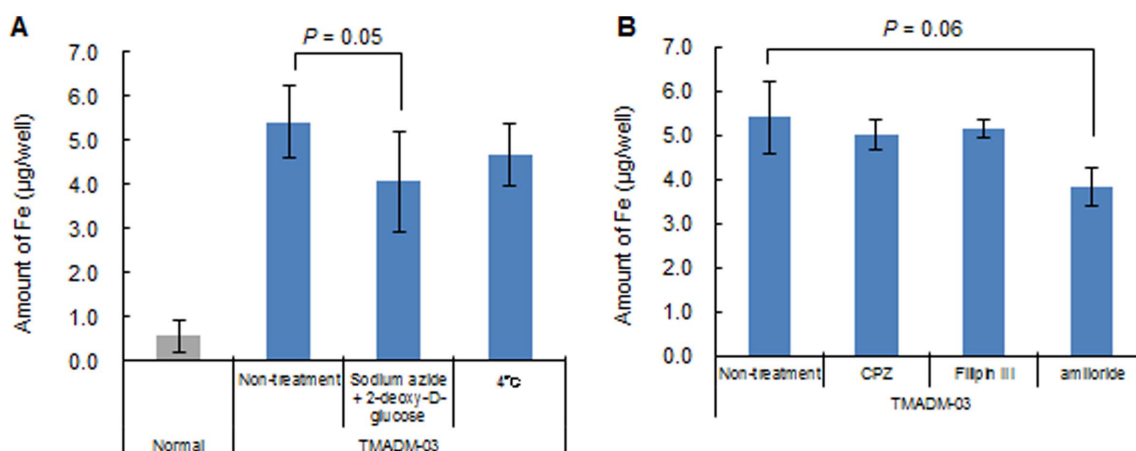 A
P = 0.05
Amount of Fe (µg/well)
7.0
6.0
5.0
4.0
3.0
2.0
1.0
0.0
Non-treatment
Sodium azide
+ 2-deoxy-D-
glucose
4°C
Normal
TMADM-03
B
P = 0.06
Amount of Fe (µg/well)
7.0
6.0
5.0
4.0
3.0
2.0
1.0
0.0
Non-treatment
CPZ
Filipin III
amiloride
TMADM-03